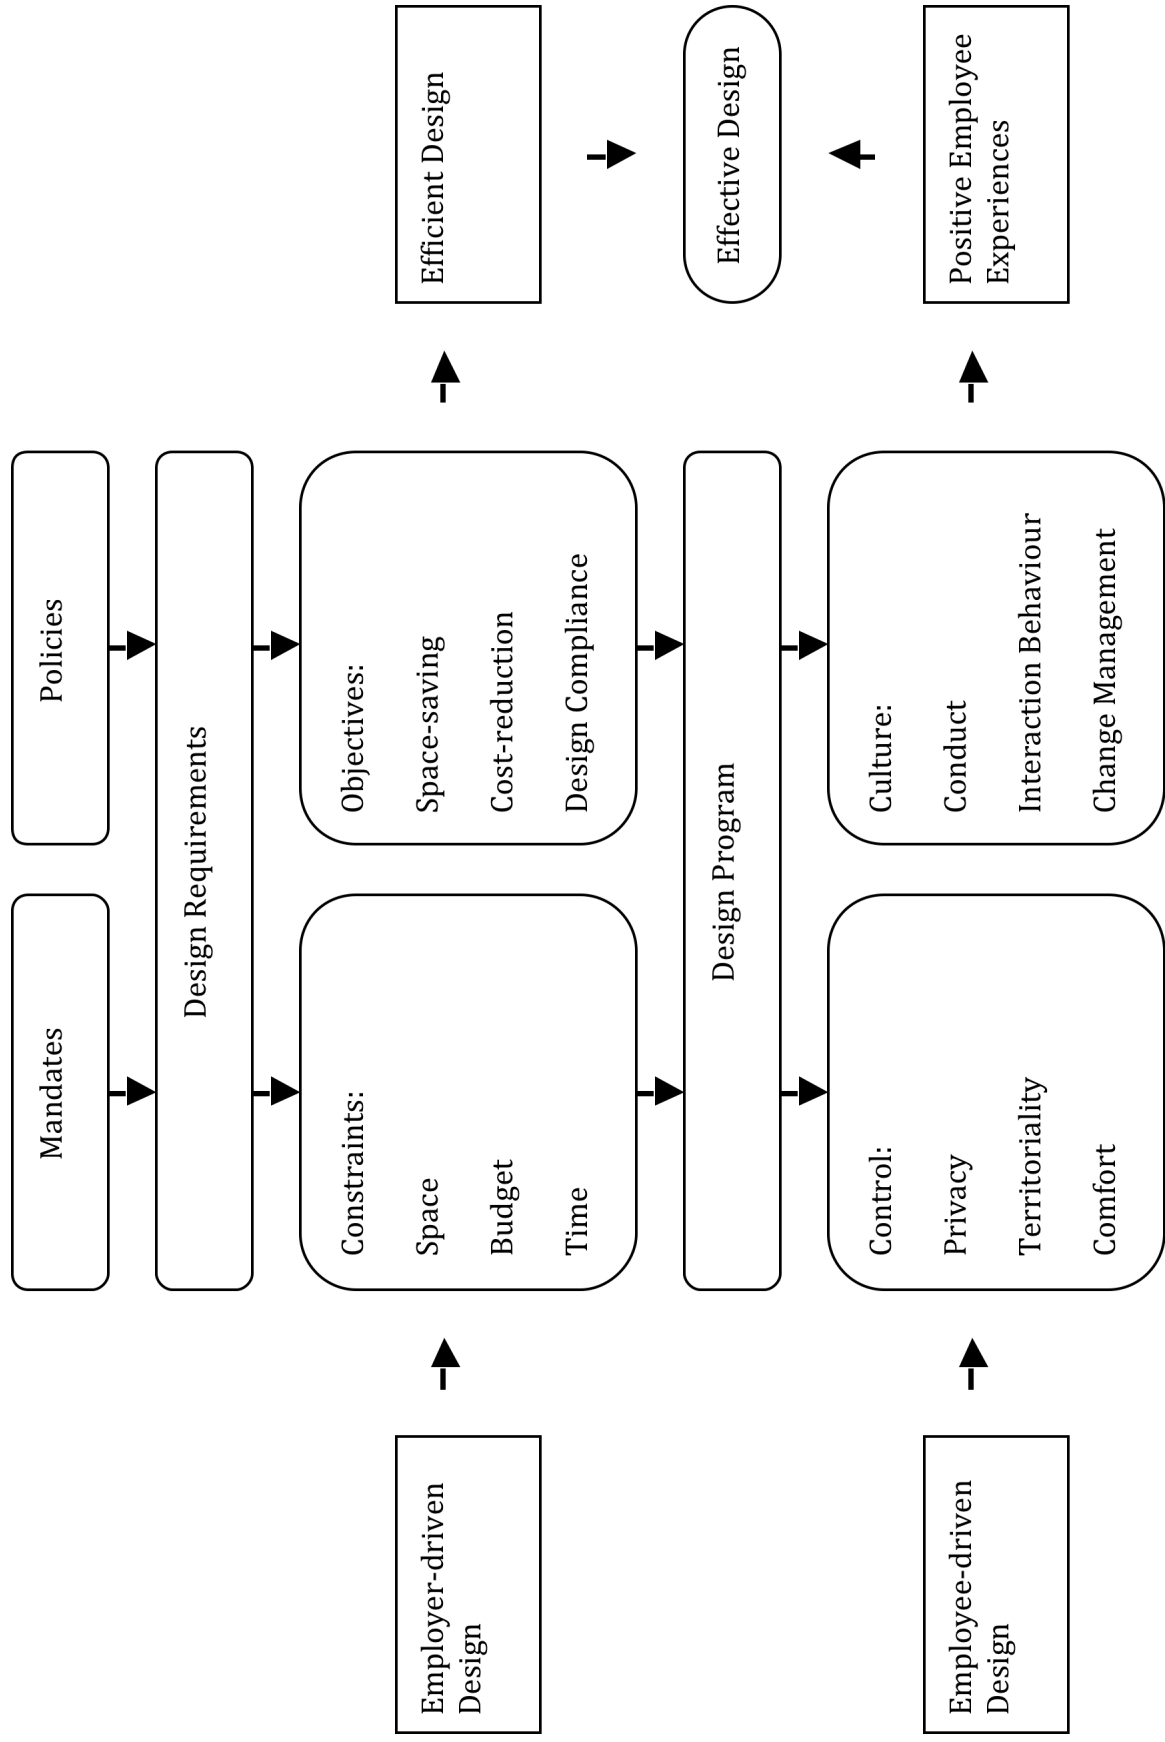 Mandates
Policies
Design Requirements
Employer-driven
Design
Constraints:
Space
Budget
Time
Objectives:
Space-saving
Cost-reduction
Design Compliance
Efficient Design
Design Program
Effective Design
Employee-driven
Design
Control:
Privacy
Territoriality
Comfort
Culture:
Conduct
Interaction Behaviour
Change Management
Positive Employee
Experiences